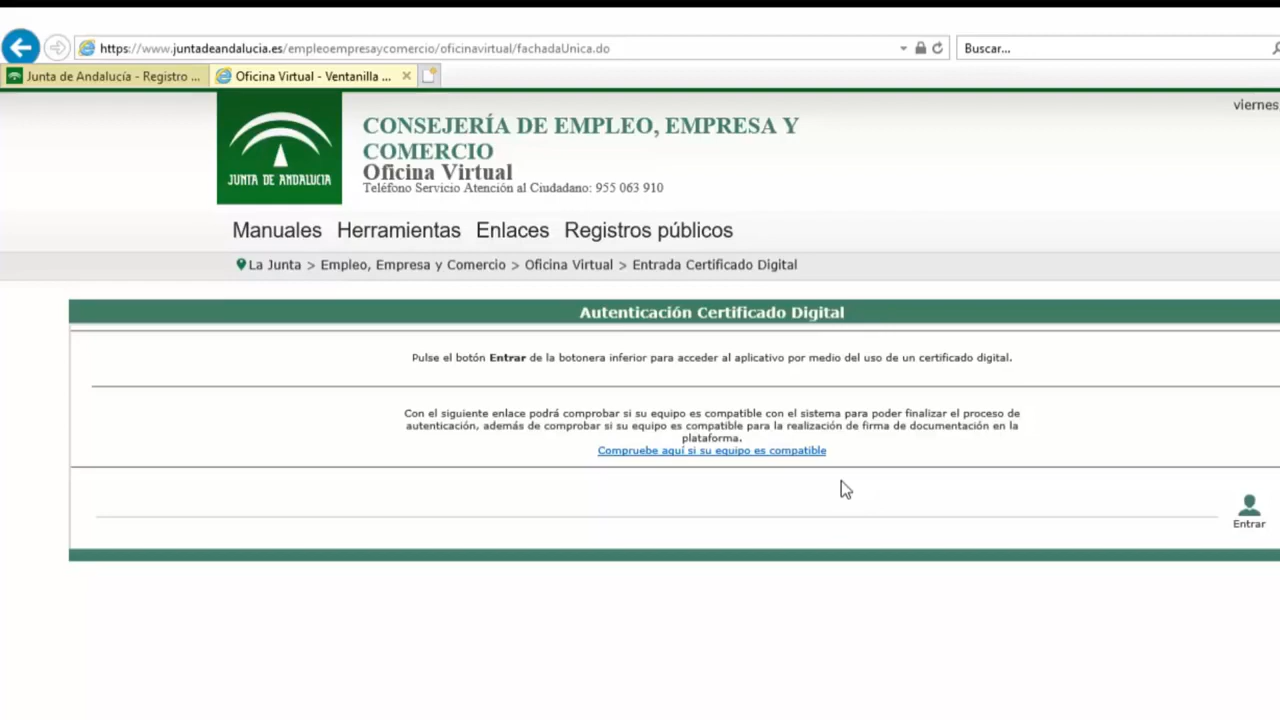 https://www.juntadeandalucia.es/empleoempresaycomercio/oficinavirtual/fachadaUnica.do
Buscar...
Junta de Andalucía - Registro ...
Oficina Virtual - Ventanilla ...
viernes
JUNTA DE ANDALUCIA
CONSEJERÍA DE EMPLEO, EMPRESA Y
COMERCIO
Oficina Virtual
Teléfono Servicio Atención al Ciudadano: 955 063 910
Manuales Herramientas Enlaces Registros públicos
La Junta > Empleo, Empresa y Comercio > Oficina Virtual > Entrada Certificado Digital
Autenticación Certificado Digital
Pulse el botón Entrar de la botonera inferior para acceder al aplicativo por medio del uso de un certificado digital.
Con el siguiente enlace podrá comprobar si su equipo es compatible con el sistema para poder finalizar el proceso de
autenticación, además de comprobar si su equipo es compatible para la realización de firma de documentación en la
plataforma.
Compruebe aquí si su equipo es compatible
Entrar